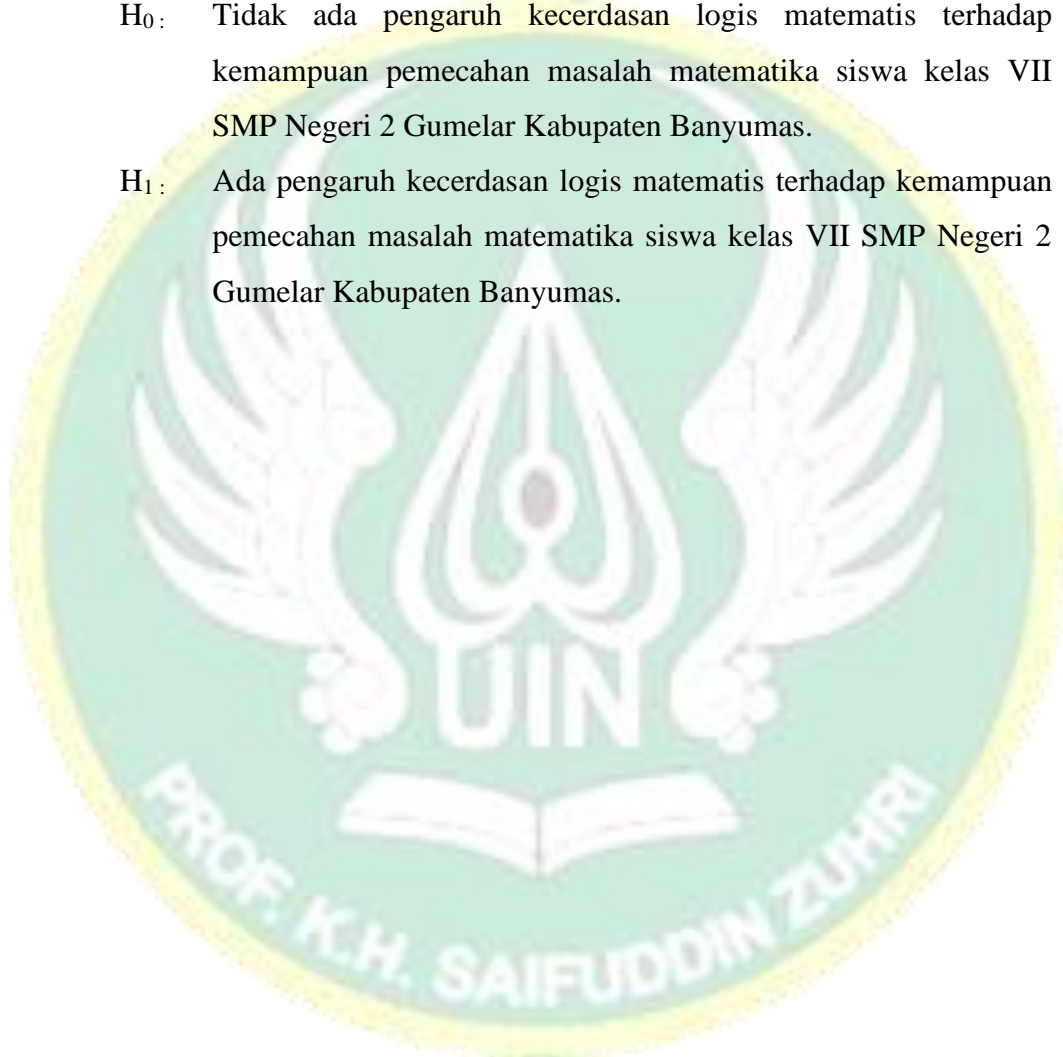 H0 : Tidak ada pengaruh kecerdasan logis matematis terhadap
kemampuan pemecahan masalah matematika siswa kelas VII
SMP Negeri 2 Gumelar Kabupaten Banyumas.
H1 : Ada pengaruh kecerdasan logis matematis terhadap kemampuan
pemecahan masalah matematika siswa kelas VII SMP Negeri 2
Gumelar Kabupaten Banyumas.
UIN
PROF. K.H. SAIFUDDIN ZUHRI